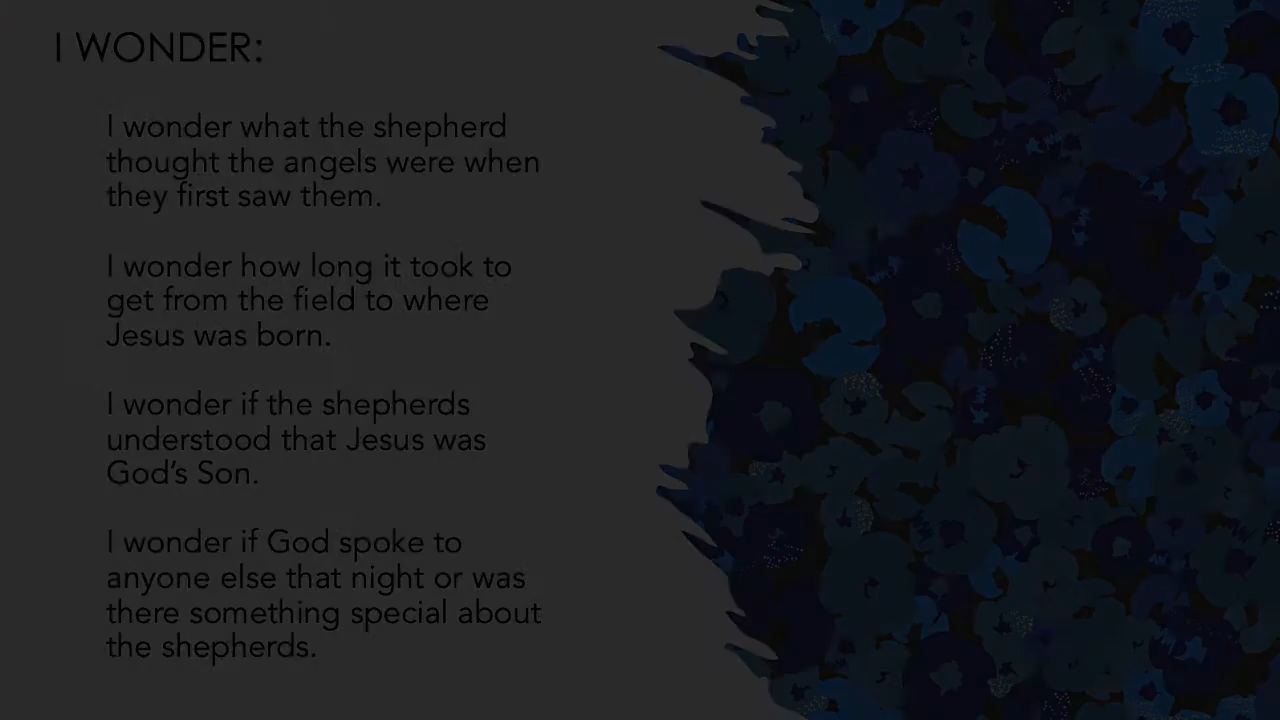 I WONDER:
I wonder what the shepherd
thought the angels were when
they first saw them.
I wonder how long it took to
get from the field to where
Jesus was born.
I wonder if the shepherds
understood that Jesus was
God's Son.
I wonder if God spoke to
anyone else that night or was
there something special about
the shepherds.